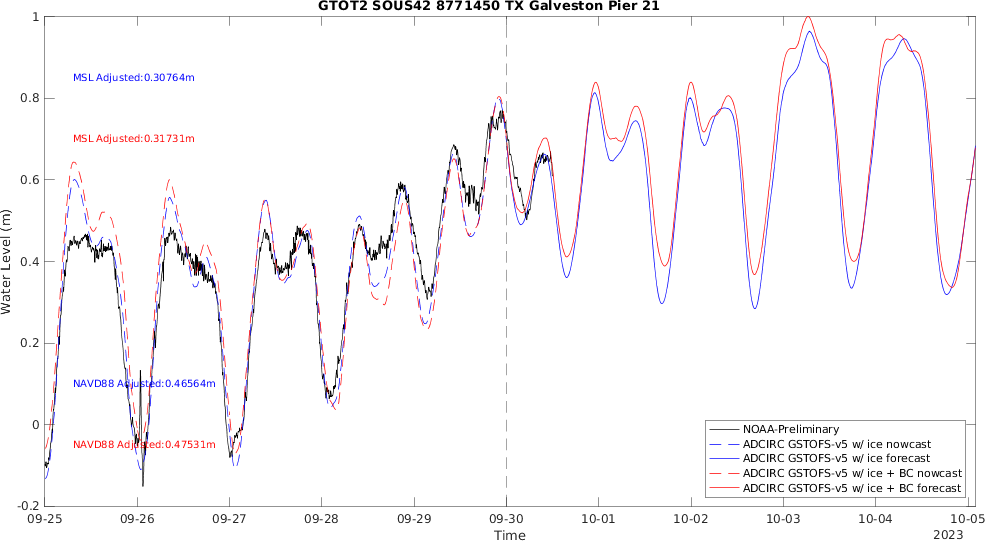 GTOT2 SOUS42 8771450 TX Galveston Pier 21
1
0.8
0.6
0.4
0.2
0
-0.2
Water Level (m)
MSL Adjusted:0.30764m
MSL Adjusted:0.31731m
NAVD88 Adjusted:0.46564m
NAVD88 Adjusted:0.47531m
NOAA-Preliminary
ADCIRC GSTOFS-v5 w/ ice nowcast
ADCIRC GSTOFS-v5 w/ ice forecast
ADCIRC GSTOFS-v5 w/ ice + BC nowcast
ADCIRC GSTOFS-v5 w/ ice + BC forecast
09-25 09-26 09-27 09-28 09-29 09-30 10-01 10-02 10-03 10-04 10-05
Time
2023